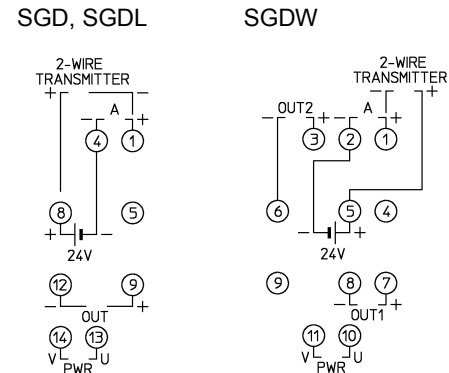 SGD, SGDL
2-WIRE
TRANSMITTER
+ −
A
− +
4 1
8 5
+ −
24V
12 9
− +
OUT
14 13
V U
PWR
SGDW
2-WIRE
TRANSMITTER
− +
OUT2 A
− + − +
3 2 1
6 5 4
− +
24V
9 8 7
− +
OUT1
11 10
V U
PWR